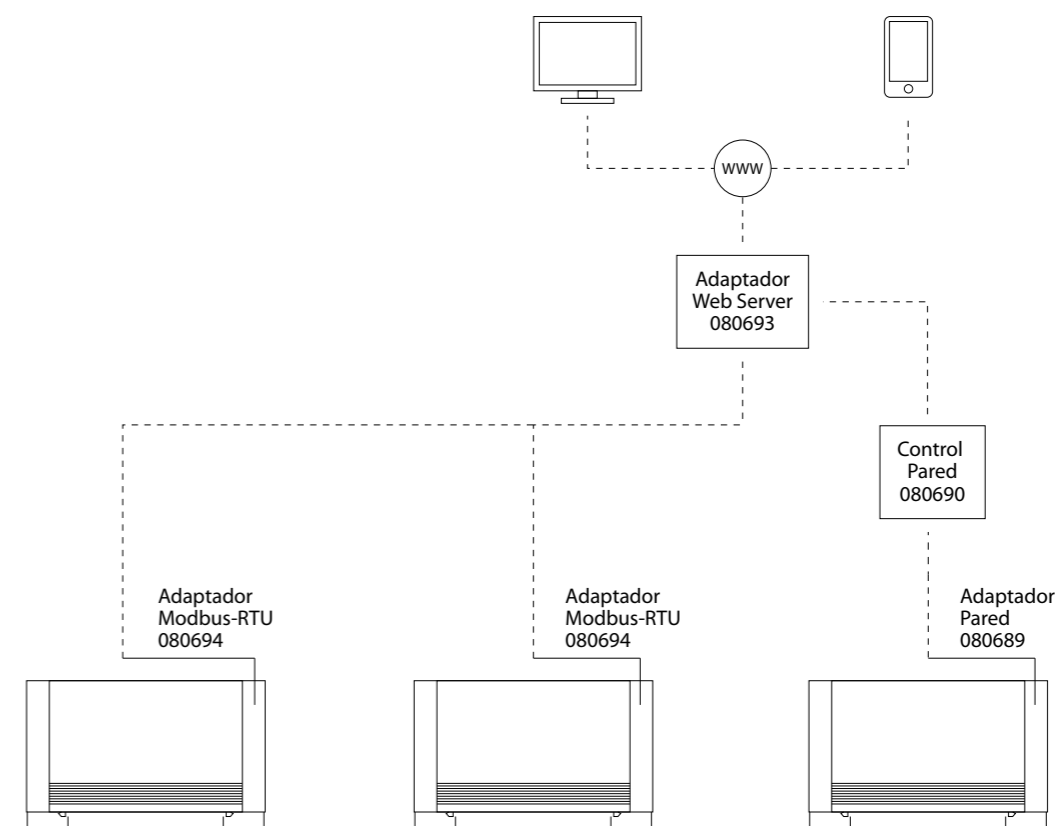 WWW
Adaptador
Web Server
080693
Control
Pared
080690
Adaptador
Modbus-RTU
080694
Adaptador
Modbus-RTU
080694
Adaptador
Pared
080689